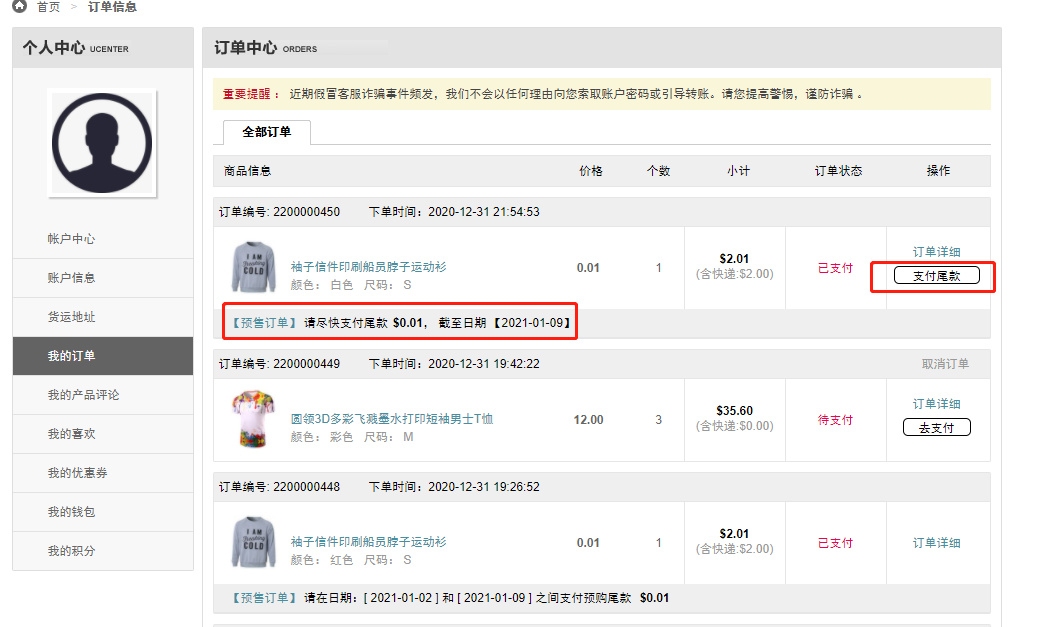 首页 > 订单信息
个人中心 UCENTER
帐户中心
账户信息
货运地址
我的订单
我的产品评论
我的喜欢
我的优惠券
我的钱包
我的积分
订单中心 ORDERS
重要提醒： 近期假冒客服诈骗事件频发，我们不会以任何理由向您索取账户密码或引导转账。请您提高警惕，谨防诈骗 。
全部订单
商品信息 价格 个数 小计 订单状态 操作
订单编号: 2200000450 下单时间：2020-12-31 21:54:53
I AM
COLD
袖子信件印刷船员脖子运动衫
颜色： 白色 尺码： S
0.01
1
$2.01
(含快递:$2.00)
已支付
订单详细
支付尾款
【预售订单】 请尽快支付尾款 $0.01， 截至日期 【2021-01-09】
订单编号: 2200000449 下单时间：2020-12-31 19:42:22 取消订单
圆领3D多彩飞溅墨水打印短袖男士T恤
颜色： 彩色 尺码： M
12.00
3
$35.60
(含快递:$0.00)
待支付
订单详细
去支付
订单编号: 2200000448 下单时间：2020-12-31 19:26:52
I AM
COLD
袖子信件印刷船员脖子运动衫
颜色： 红色 尺码： S
0.01
1
$2.01
(含快递:$2.00)
已支付
订单详细
【预售订单】 请在日期：[ 2021-01-02 ] 和 [ 2021-01-09 ] 之间支付预购尾款 $0.01